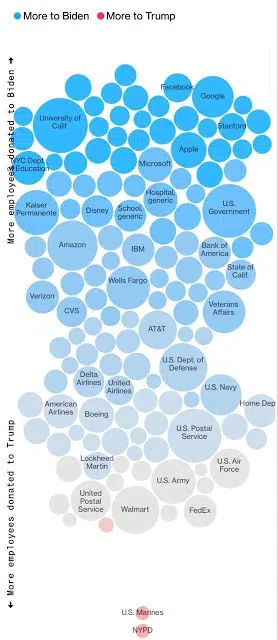 More to Biden More to Trump
More employees donated to Biden →
Facebook
Google
University of
Calif.
Stanford
Apple
NYC Dept
of Education
Microsoft
Hospital,
generic
Kaiser
Permanente
Disney
School,
generic
U.S.
Government
Amazon
IBM
Bank of
America
State of
Calif.
Wells Fargo
Verizon
CVS
Veterans
Affairs
AT&T
U.S. Dept. of
Defense
Delta
Airlines
United
Airlines
U.S. Navy
American
Airlines
Boeing
Home Dep
U.S. Postal
Service
Lockheed
Martin
U.S. Air
Force
U.S. Army
United
Postal
Service
Walmart
FedEx
← More employees donated to Trump
U.S. Marines
NYPD